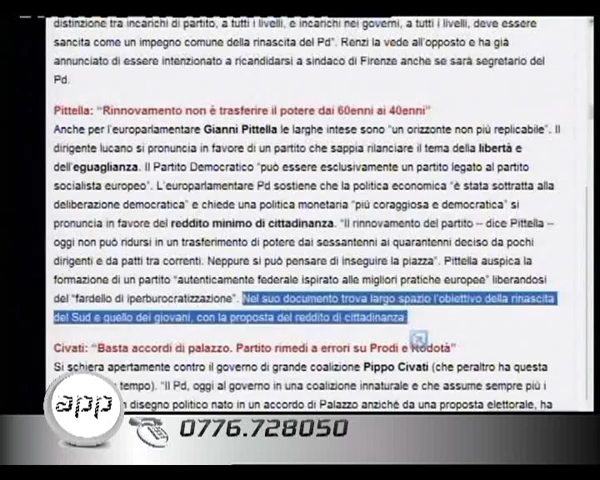 distinzione tra incarichi di partito, a tutti i livelli, e incarichi nei governi, a tutti i livelli, deve essere
sancita come un impegno comune della rinascita del Pd". Renzi la vede all'opposto e ha già
annunciato di essere intenzionato a ricandidarsi a sindaco di Firenze anche se sarà segretario del
Pd.
Pittella: "Rinnovamento non è trasferire il potere dai 60enni ai 40enni"
Anche per l'europarlamentare Gianni Pittella le larghe intese sono "un orizzonte non più replicabile". Il
dirigente lucano si pronuncia in favore di un partito che sappia rilanciare il tema della libertà e
dell'eguaglianza. Il Partito Democratico "può essere esclusivamente un partito legato al partito
socialista europeo". L'europarlamentare Pd sostiene che la politica economica "è stata sottratta alla
deliberazione democratica" e chiede una politica monetaria "più coraggiosa e democratica" si
pronuncia in favore del reddito minimo di cittadinanza. "Il rinnovamento del partito – dice Pittella –
oggi non può ridursi in un trasferimento di potere dai sessantenni ai quarantenni deciso da pochi
dirigenti e da patti tra correnti. Neppure si può pensare di inseguire la piazza". Pittella auspica la
formazione di un partito "autenticamente federale ispirato alle migliori pratiche europee" liberandosi
del "fardello di iperburocratizzazione". Nel suo documento trova largo spazio l'obiettivo della rinascita
del Sud e quello dei giovani, con la proposta del reddito di cittadinanza.
Civati: "Basta accordi di palazzo. Partito rimedi a errori su Prodi e Rodotà"
Si schiera apertamente contro il governo di grande coalizione Pippo Civati (che peraltro ha questa
tempo). "Il Pd, oggi al governo in una coalizione innaturale e che assume sempre più i
disegno politico nato in un accordo di Palazzo anziché da una proposta elettorale, ha
app
0776.728050